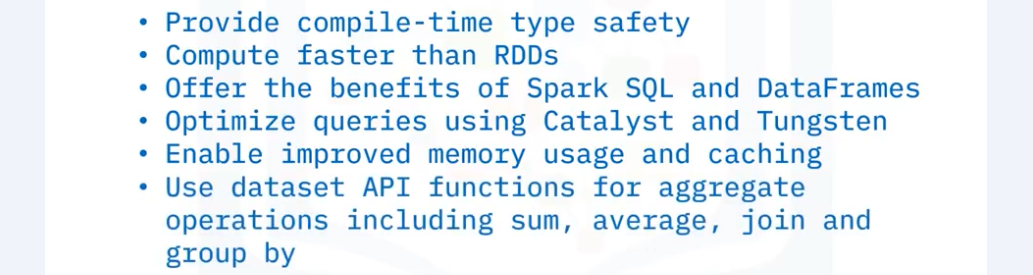 • Provide compile-time type safety
• Compute faster than RDDs
• Offer the benefits of Spark SQL and DataFrames
• Optimize queries using Catalyst and Tungsten
• Enable improved memory usage and caching
• Use dataset API functions for aggregate
operations including sum, average, join and
group by